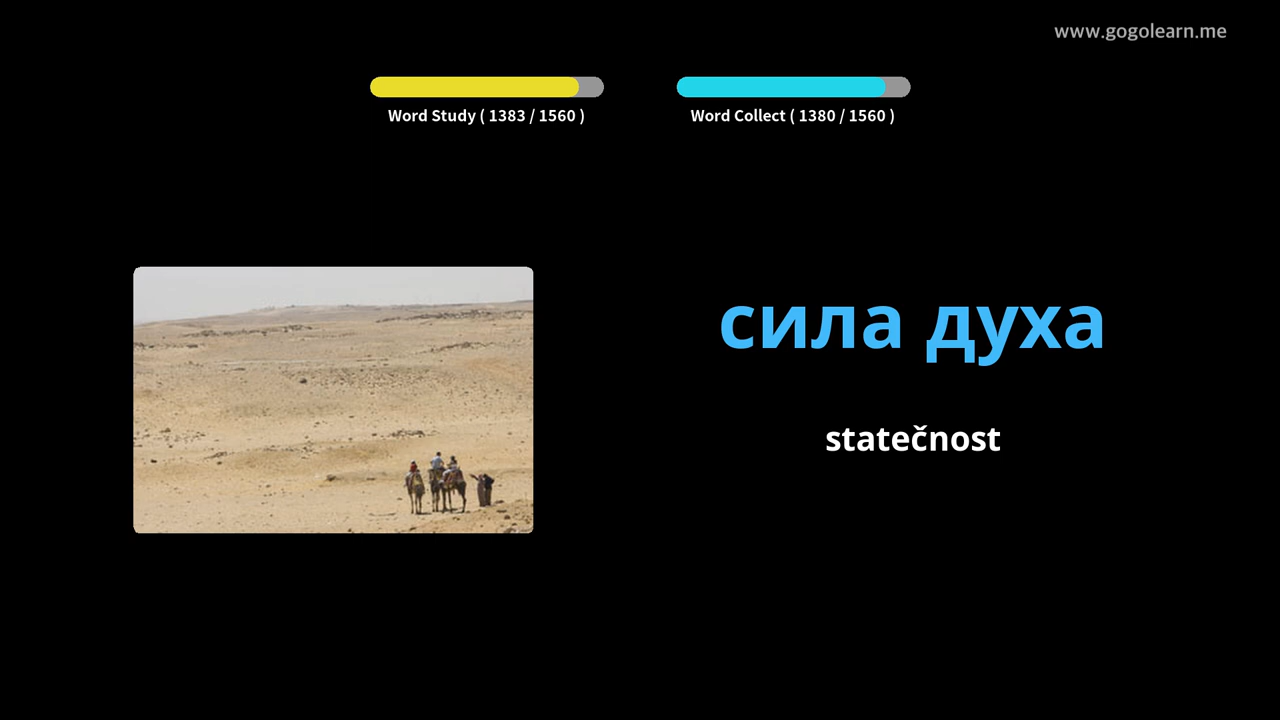 www.gogolearn.me
Word Study ( 1383 / 1560 )
Word Collect ( 1380 / 1560 )
сила духа
statečnost